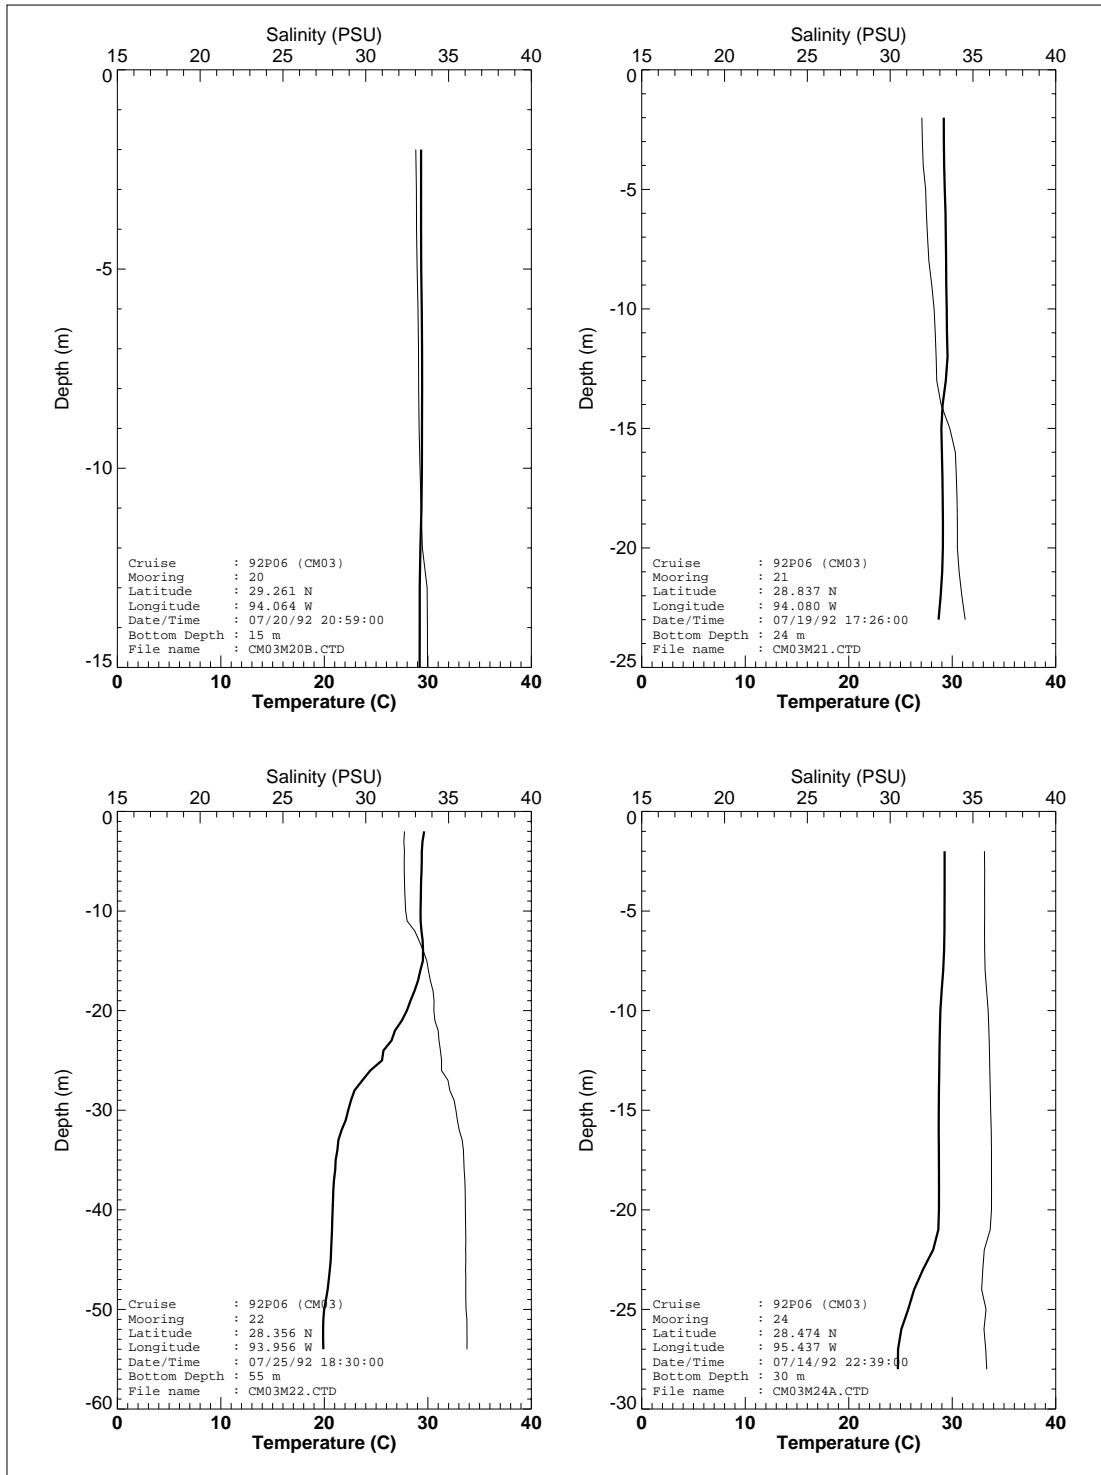 Salinity (PSU)
15 20 25 30 35 40
0
-5
-10
-15
Depth (m)
Cruise : 92P06 (CM03)
Mooring : 20
Latitude : 29.261 N
Longitude : 94.064 W
Date/Time : 07/20/92 20:59:00
Bottom Depth : 15 m
File name : CM03M20B.CTD
0 10 20 30 40
Temperature (C)
Salinity (PSU)
15 20 25 30 35 40
0
-5
-10
-15
-20
-25
Depth (m)
Cruise : 92P06 (CM03)
Mooring : 21
Latitude : 28.837 N
Longitude : 94.080 W
Date/Time : 07/19/92 17:26:00
Bottom Depth : 24 m
File name : CM03M21.CTD
0 10 20 30 40
Temperature (C)
Salinity (PSU)
15 20 25 30 35 40
0
-10
-20
-30
-40
-50
-60
Depth (m)
Cruise : 92P06 (CM03)
Mooring : 22
Latitude : 28.356 N
Longitude : 93.956 W
Date/Time : 07/25/92 18:30:00
Bottom Depth : 55 m
File name : CM03M22.CTD
0 10 20 30 40
Temperature (C)
Salinity (PSU)
15 20 25 30 35 40
0
-5
-10
-15
-20
-25
-30
Depth (m)
Cruise : 92P06 (CM03)
Mooring : 24
Latitude : 28.474 N
Longitude : 95.437 W
Date/Time : 07/14/92 22:39:00
Bottom Depth : 30 m
File name : CM03M24A.CTD
0 10 20 30 40
Temperature (C)